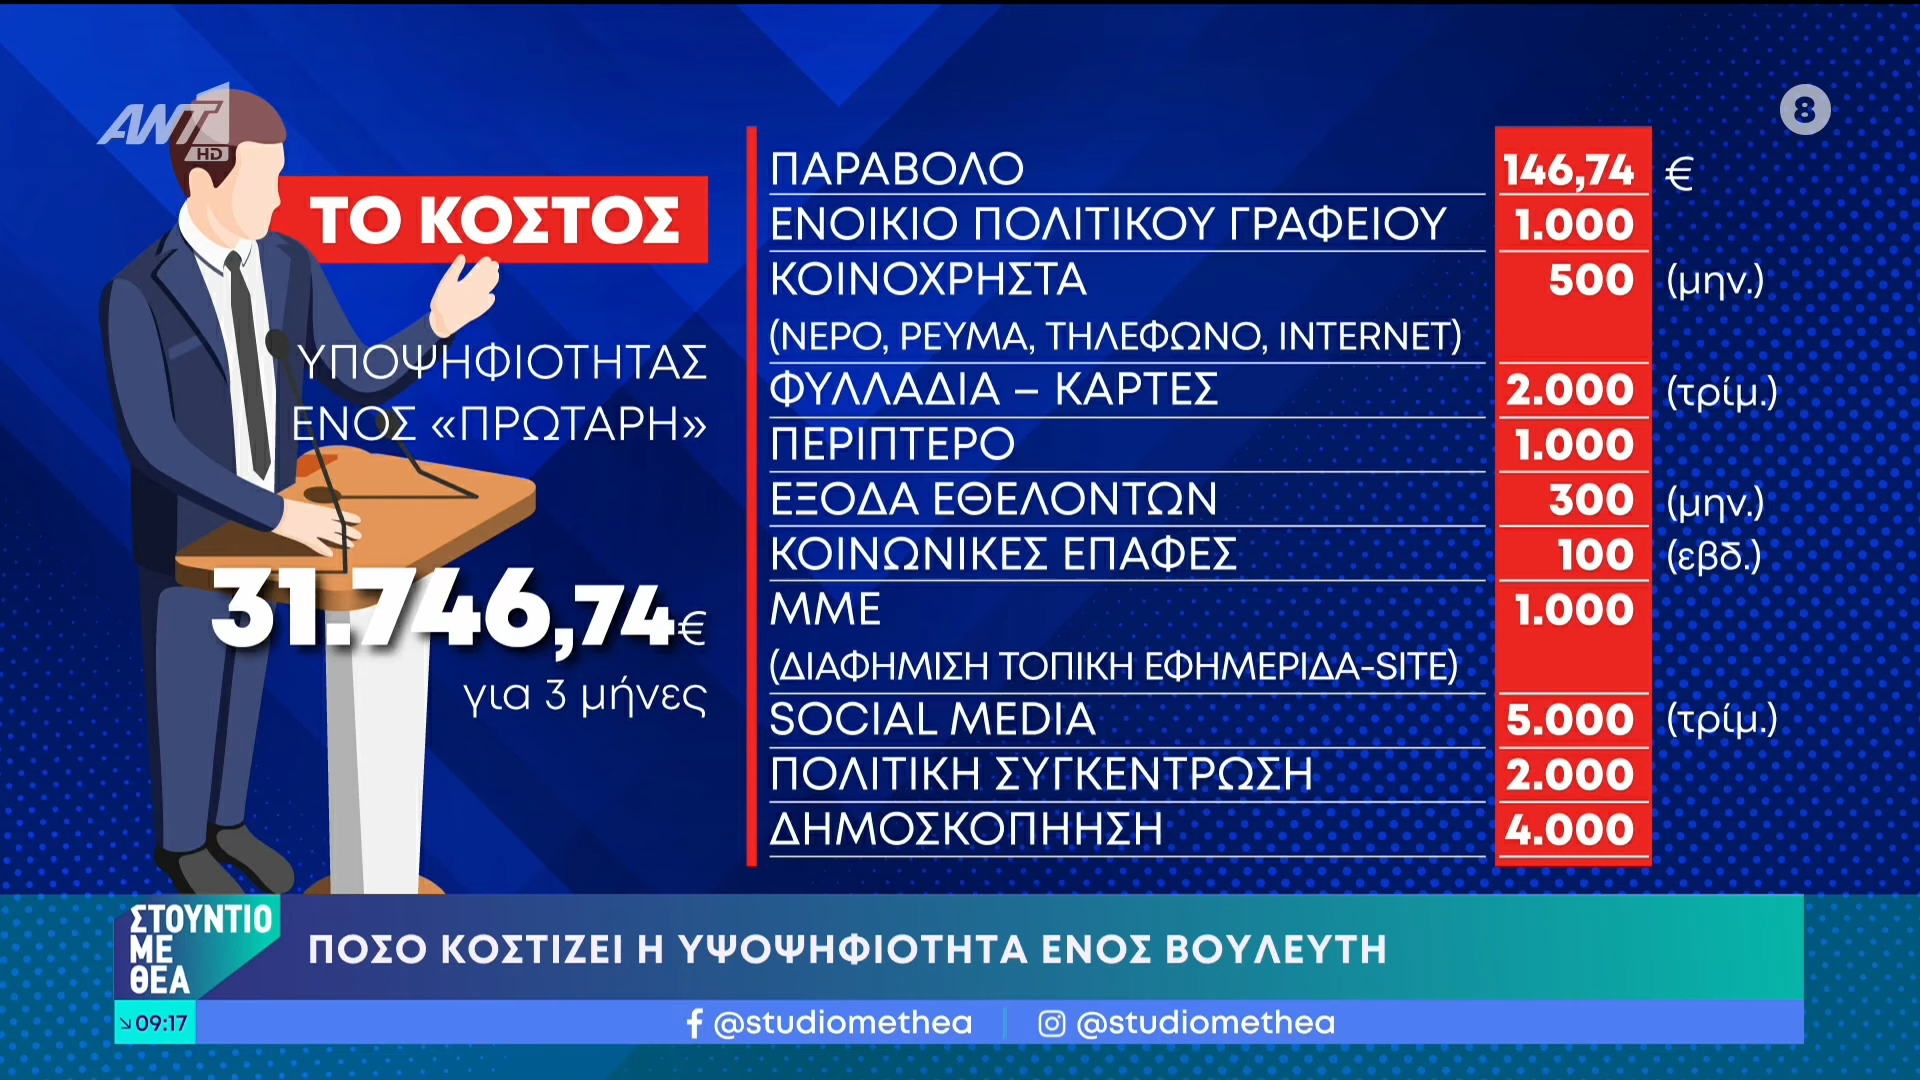 ANT1
HD
8
ΤΟ ΚΟΣΤΟΣ
ΥΠΟΨΗΦΙΟΤΗΤΑΣ
ΕΝΟΣ «ΠΡΩΤΑΡΗ»
31.746,74€
για 3 μήνες
ΠΑΡΑΒΟΛΟ 146,74 €
ΕΝΟΙΚΙΟ ΠΟΛΙΤΙΚΟΥ ΓΡΑΦΕΙΟΥ 1.000
ΚΟΙΝΟΧΡΗΣΤΑ 500 (μην.)
(ΝΕΡΟ, ΡΕΥΜΑ, ΤΗΛΕΦΩΝΟ, INTERNET)
ΦΥΛΛΑΔΙΑ – ΚΑΡΤΕΣ 2.000 (τρίμ.)
ΠΕΡΙΠΤΕΡΟ 1.000
ΕΞΟΔΑ ΕΘΕΛΟΝΤΩΝ 300 (μην.)
ΚΟΙΝΩΝΙΚΕΣ ΕΠΑΦΕΣ 100 (εβδ.)
ΜΜΕ 1.000
(ΔΙΑΦΗΜΙΣΗ ΤΟΠΙΚΗ ΕΦΗΜΕΡΙΔΑ-SITE)
SOCIAL MEDIA 5.000 (τρίμ.)
ΠΟΛΙΤΙΚΗ ΣΥΓΚΕΝΤΡΩΣΗ 2.000
ΔΗΜΟΣΚΟΠΗΗΣΗ 4.000
ΣΤΟΥΝΤΙΟ
ΜΕ
ΘΕΑ
ΠΟΣΟ ΚΟΣΤΙΖΕΙ Η ΥΨΟΨΗΦΙΟΤΗΤΑ ΕΝΟΣ ΒΟΥΛΕΥΤΗ
09:17
@studiomethea
@studiomethea